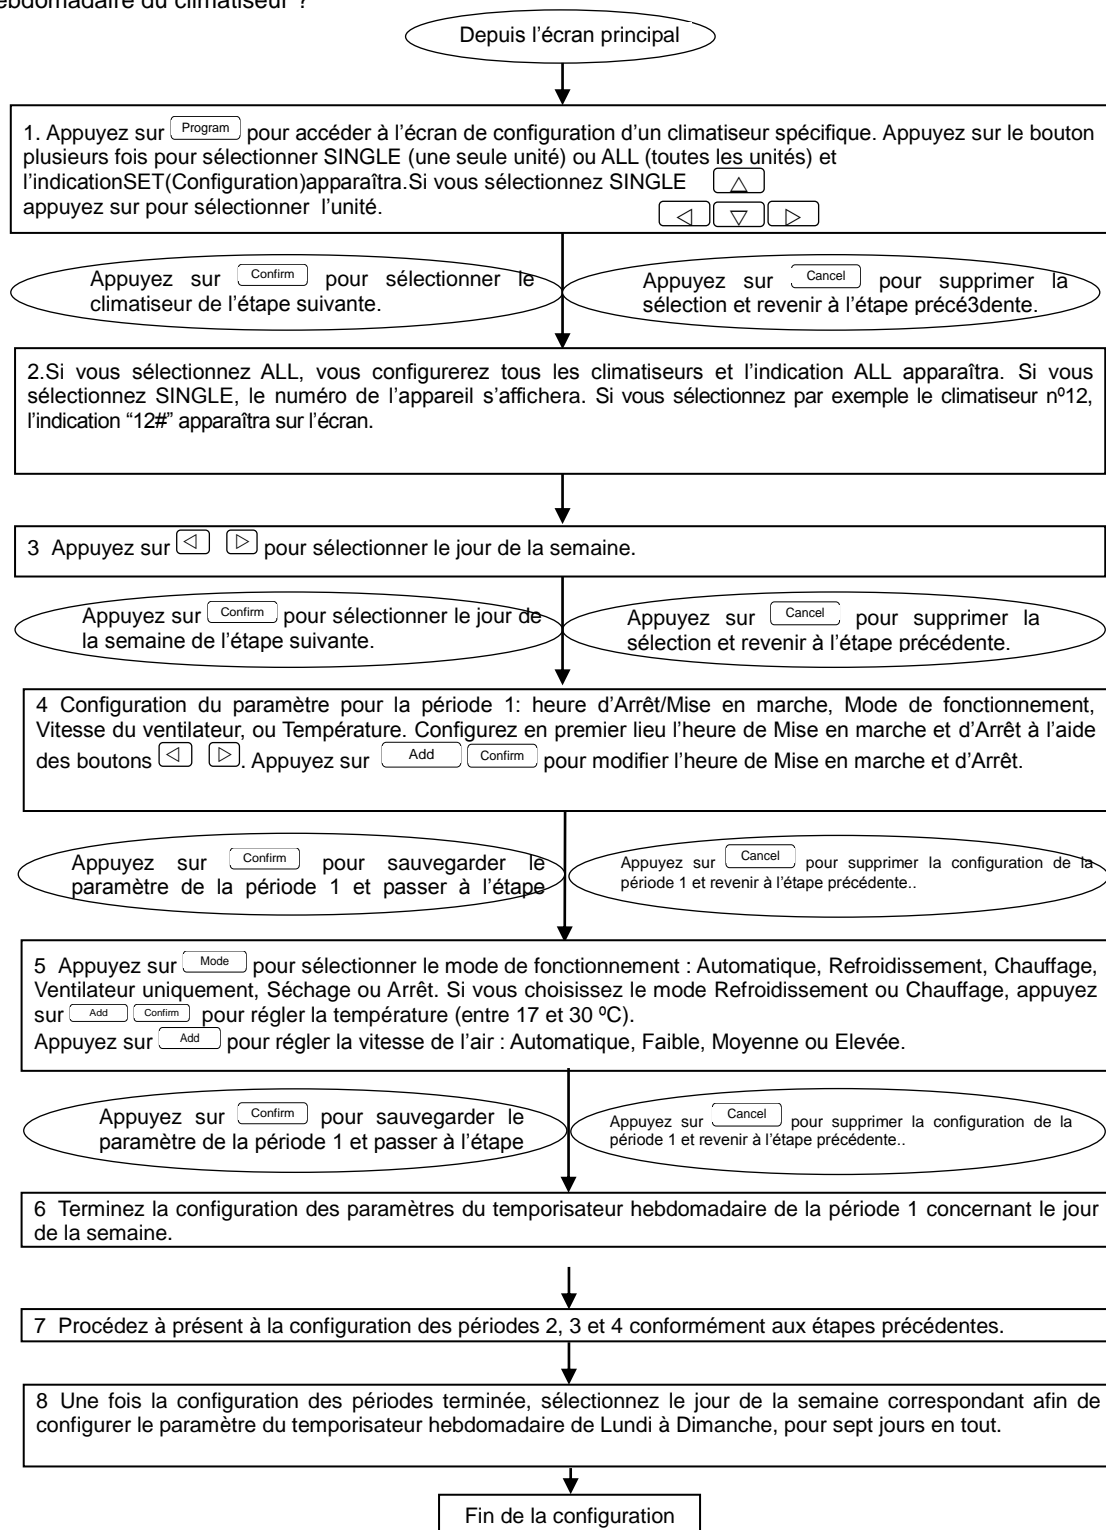 ebdomadaire du climatiseur ?
Depuis l'écran principal
1. Appuyez sur Program pour accéder à l'écran de configuration d'un climatiseur spécifique. Appuyez sur le bouton
plusieurs fois pour sélectionner SINGLE (une seule unité) ou ALL (toutes les unités) et
l'indicationSET(Configuration)apparaîtra.Si vous sélectionnez SINGLE
appuyez sur pour sélectionner l'unité.
Appuyez sur Confirm pour sélectionner le
climatiseur de l'étape suivante.
Appuyez sur Cancel pour supprimer la
sélection et revenir à l'étape précé3dente.
2.Si vous sélectionnez ALL, vous configurerez tous les climatiseurs et l'indication ALL apparaîtra. Si vous
sélectionnez SINGLE, le numéro de l'appareil s'affichera. Si vous sélectionnez par exemple le climatiseur nº12,
l'indication “12#” apparaîtra sur l'écran.
3 Appuyez sur ◁ ▷ pour sélectionner le jour de la semaine.
Appuyez sur Confirm pour sélectionner le jour de
la semaine de l'étape suivante.
Appuyez sur Cancel pour supprimer la
sélection et revenir à l'étape précédente.
4 Configuration du paramètre pour la période 1: heure d'Arrêt/Mise en marche, Mode de fonctionnement,
Vitesse du ventilateur, ou Température. Configurez en premier lieu l'heure de Mise en marche et d'Arrêt à l'aide
des boutons ◁ ▷. Appuyez sur Add Confirm pour modifier l'heure de Mise en marche et d'Arrêt.
Appuyez sur Confirm pour sauvegarder le
paramètre de la période 1 et passer à l'étape
Appuyez sur Cancel pour supprimer la configuration de la
période 1 et revenir à l'étape précédente..
5 Appuyez sur Mode pour sélectionner le mode de fonctionnement : Automatique, Refroidissement, Chauffage,
Ventilateur uniquement, Séchage ou Arrêt. Si vous choisissez le mode Refroidissement ou Chauffage, appuyez
sur Add Confirm pour régler la température (entre 17 et 30 ºC).
Appuyez sur Add pour régler la vitesse de l'air : Automatique, Faible, Moyenne ou Elevée.
Appuyez sur Confirm pour sauvegarder le
paramètre de la période 1 et passer à l'étape
Appuyez sur Cancel pour supprimer la configuration de la
période 1 et revenir à l'étape précédente..
6 Terminez la configuration des paramètres du temporisateur hebdomadaire de la période 1 concernant le jour
de la semaine.
7 Procédez à présent à la configuration des périodes 2, 3 et 4 conformément aux étapes précédentes.
8 Une fois la configuration des périodes terminée, sélectionnez le jour de la semaine correspondant afin de
configurer le paramètre du temporisateur hebdomadaire de Lundi à Dimanche, pour sept jours en tout.
Fin de la configuration